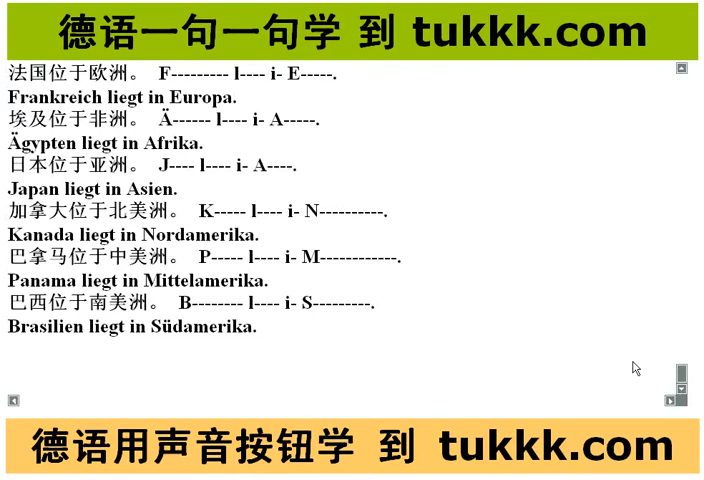 德语一句一句学 到 tukkk.com
法国位于欧洲。 F--------- l---- i- E-----.
Frankreich liegt in Europa.
埃及位于非洲。 Ä------ l---- i- A-----.
Ägypten liegt in Afrika.
日本位于亚洲。 J---- l---- i- A----.
Japan liegt in Asien.
加拿大位于北美洲。 K----- l---- i- N----------.
Kanada liegt in Nordamerika.
巴拿马位于中美洲。 P----- l---- i- M------------.
Panama liegt in Mittelamerika.
巴西位于南美洲。 B-------- l---- i- S---------.
Brasilien liegt in Südamerika.
德语用声音按钮学 到 tukkk.com